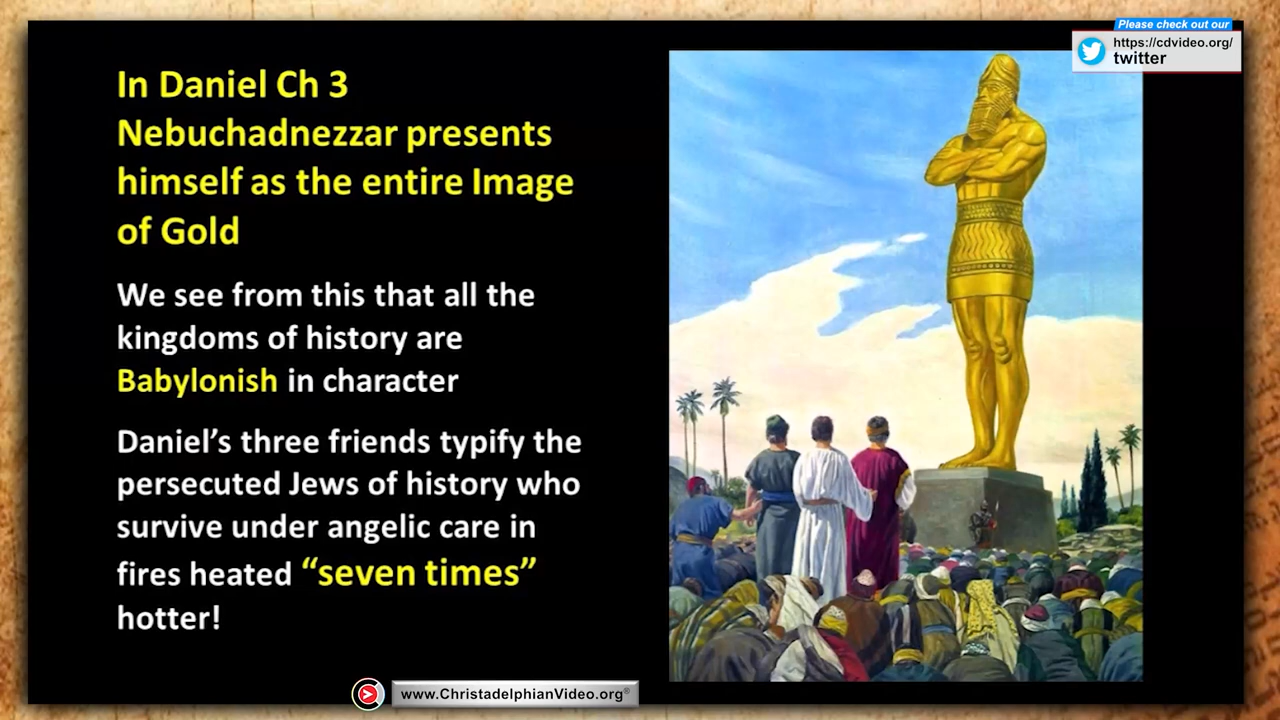 Please check out our
https://cdvideo.org/
twitter
In Daniel Ch 3
Nebuchadnezzar presents
himself as the entire Image
of Gold
We see from this that all the
kingdoms of history are
Babylonish in character
Daniel’s three friends typify the
persecuted Jews of history who
survive under angelic care in
fires heated “seven times”
hotter!
www.ChristadelphianVideo.org®